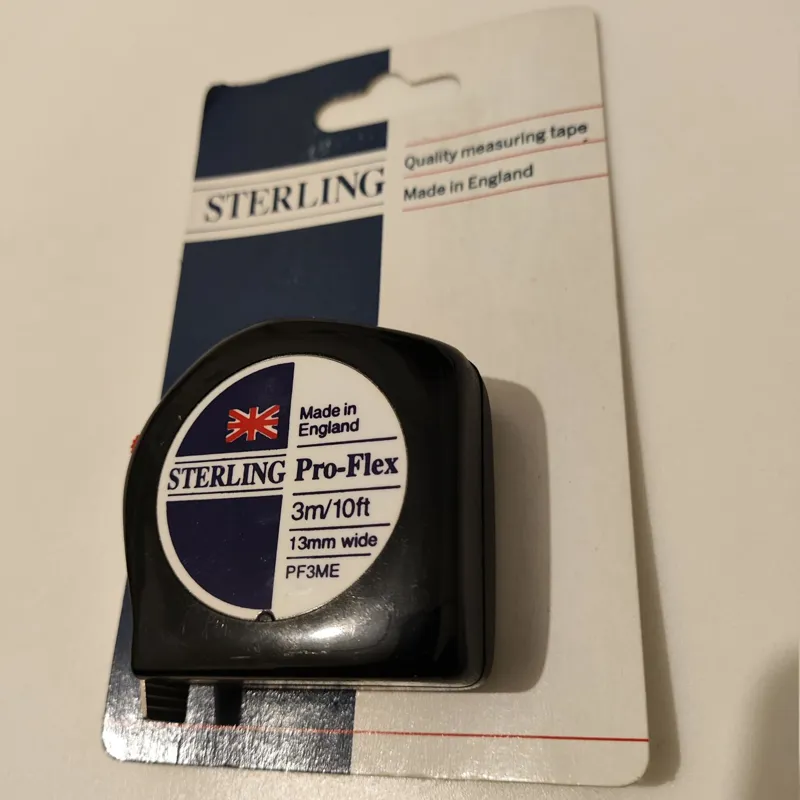 STERLING
Quality measuring tape
Made in England
Made in
England
STERLING
Pro-Flex
3m/10ft
13mm wide
PF3ME